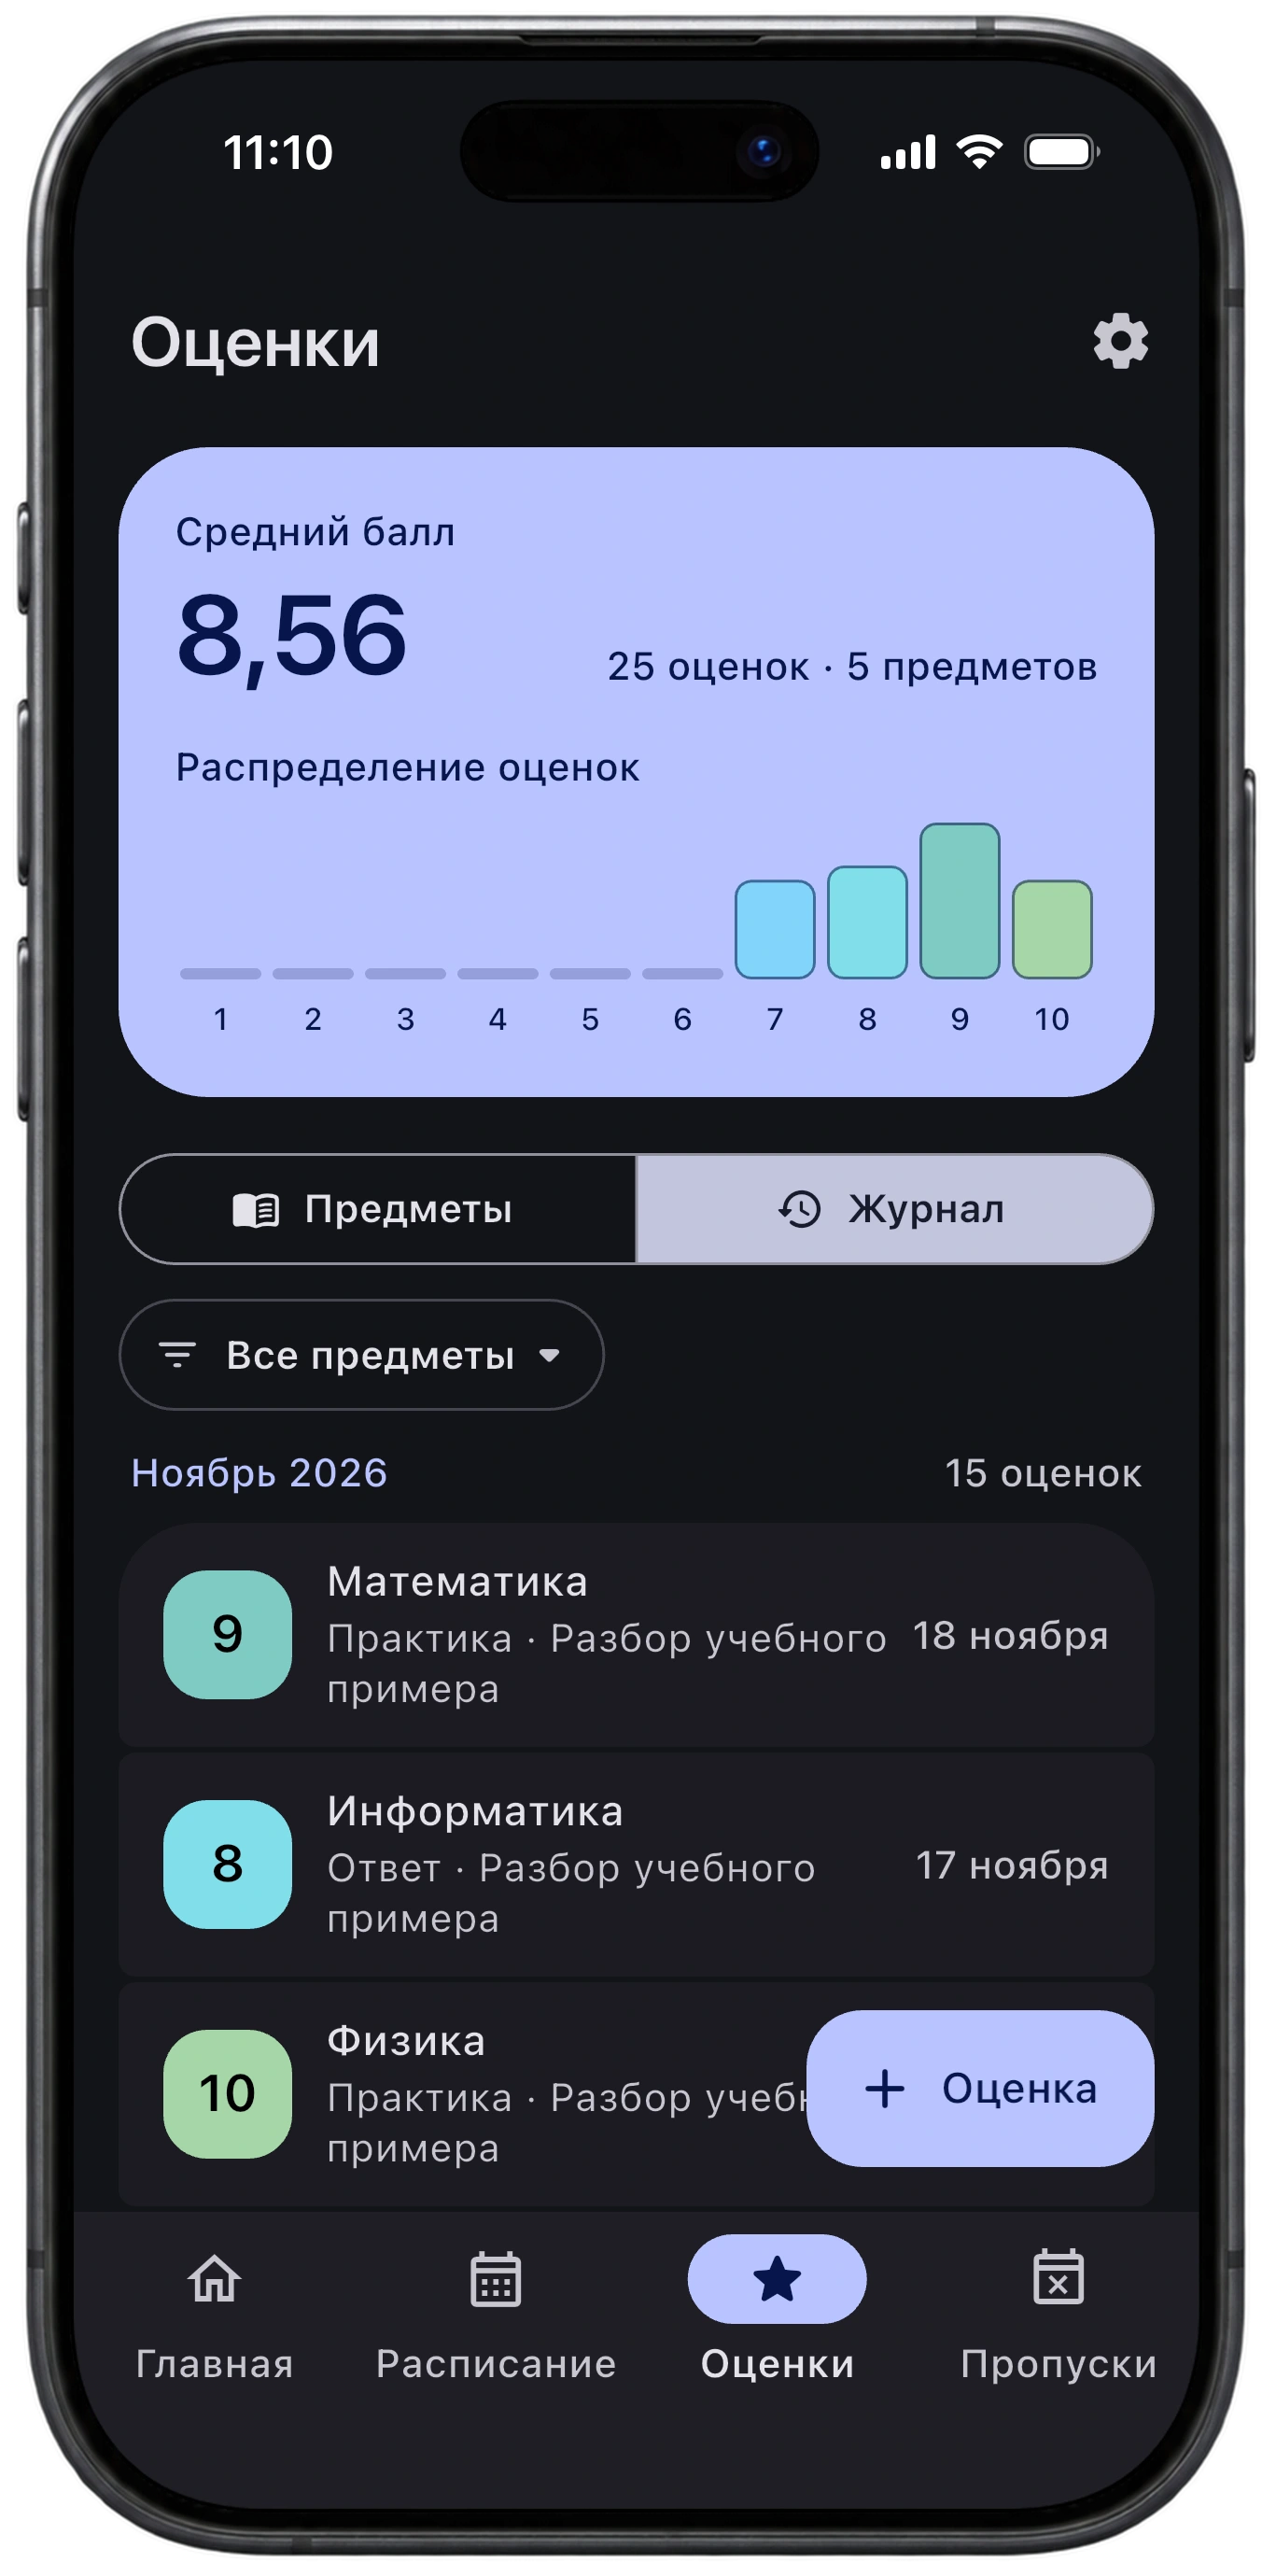 11:10
Оценки
Средний балл
8,56
25 оценок · 5 предметов
Распределение оценок
1 2 3 4 5 6 7 8 9 10
Предметы
Журнал
Все предметы
Ноябрь 2026
15 оценок
9
Математика
Практика · Разбор учебного
примера
18 ноября
8
Информатика
Ответ · Разбор учебного
примера
17 ноября
10
Физика
Практика · Разбор
примера
+ Оценка
Главная
Расписание
Оценки
Пропуски